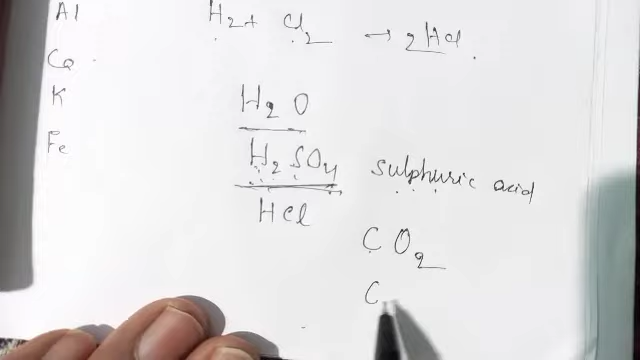 Al
H2 + Cl2 → 2HCl.
Ca
K
H2O
Fe
H2SO4 sulphuric acid
HCl
CO2
C